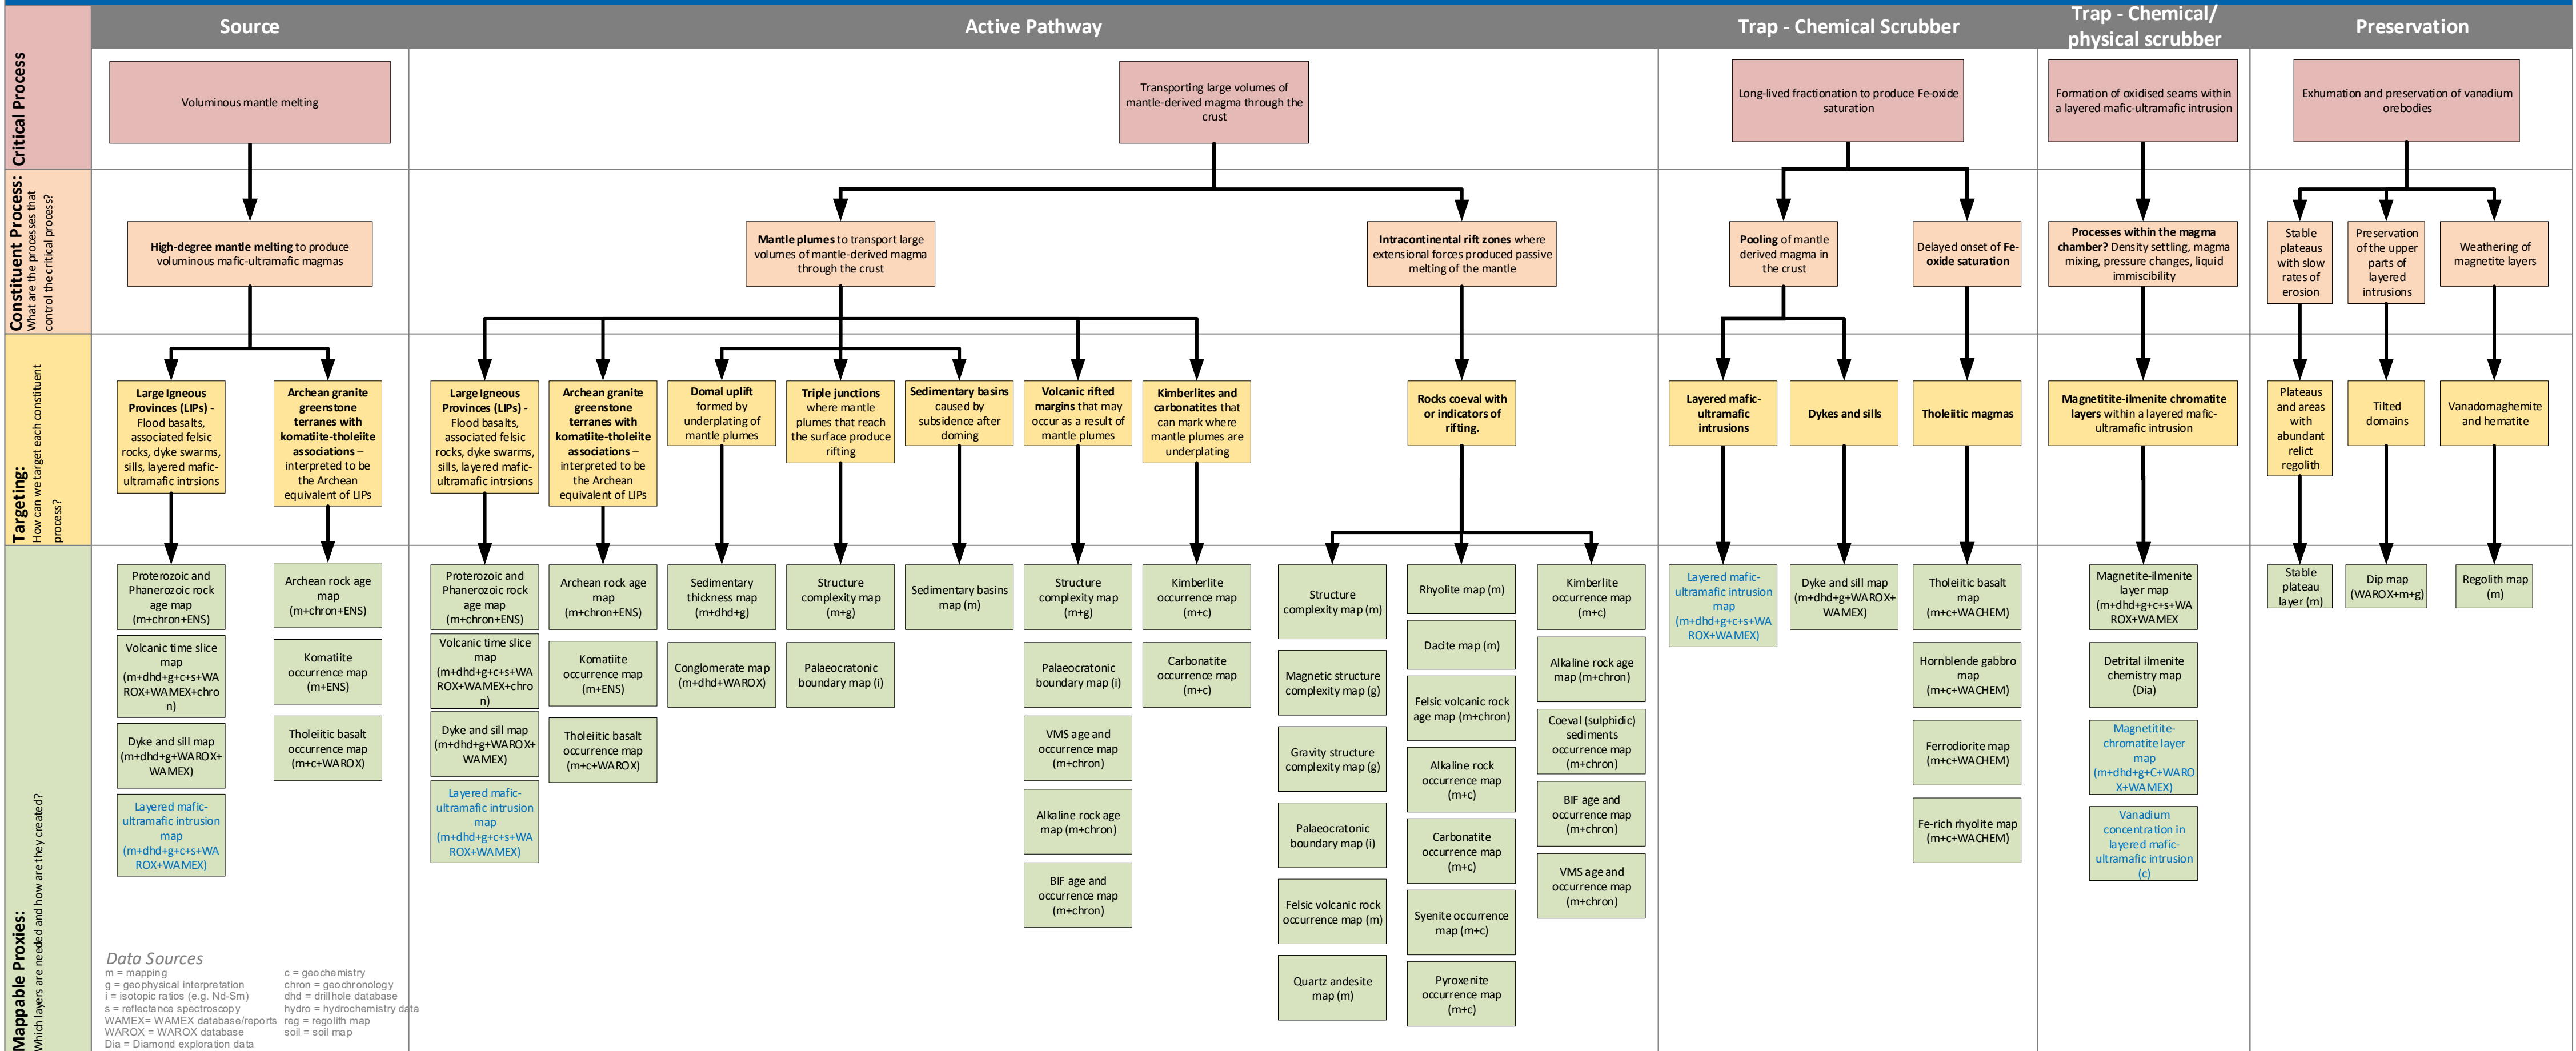 Source
Active Pathway
Trap - Chemical Scrubber
Trap - Chemical/
physical scrubber
Preservation
Critical Process
Voluminous mantle melting
Transporting large volumes of
mantle-derived magma through the
crust
Long-lived fractionation to produce Fe-oxide
saturation
Formation of oxidised seams within
a layered mafic-ultramafic intrusion
Exhumation and preservation of vanadium
orebodies
Constituent Process:
What are the processes that
control the critical process?
High-degree mantle melting to produce
voluminous mafic-ultramafic magmas
Mantle plumes to transport large
volumes of mantle-derived magma
through the crust
Intracontinental rift zones where
extensional forces produced passive
melting of the mantle
Pooling of mantle
derived magma in
the crust
Delayed onset of Fe-
oxide saturation
Processes within the magma
chamber? Density settling, magma
mixing, pressure changes, liquid
immiscibility
Stable
plateaus
with slow
rates of
erosion
Preservation
of the upper
parts of
layered
intrusions
Weathering of
magnetite layers
Targeting:
How can we target each constituent
process?
Large Igneous
Provinces (LIPs) -
Flood basalts,
associated felsic
rocks, dyke swarms,
sills, layered mafic-
ultramafic intrsions
Archean granite
greenstone
terranes with
komatiite-tholeiite
associations –
interpreted to be
the Archean
equivalent of LIPs
Large Igneous
Provinces (LIPs) -
Flood basalts,
associated felsic
rocks, dyke swarms,
sills, layered mafic-
ultramafic intrsions
Archean granite
greenstone
terranes with
komatiite-tholeiite
associations –
interpreted to be
the Archean
equivalent of LIPs
Domal uplift
formed by
underplating of
mantle plumes
Triple junctions
where mantle
plumes that reach
the surface produce
rifting
Sedimentary basins
caused by
subsidence after
doming
Volcanic rifted
margins that may
occur as a result of
mantle plumes
Kimberlites and
carbonatites that
can mark where
mantle plumes are
underplating
Rocks coeval with
or indicators of
rifting.
Layered mafic-
ultramafic
intrusions
Dykes and sills
Tholeiitic magmas
Magnetitite-ilmenite chromatite
layers within a layered mafic-
ultramafic intrusion
Plateaus
and areas
with
abundant
relict
regolith
Tilted
domains
Vanadomaghemite
and hematite
Mappable Proxies:
Which layers are needed and how are they created?
Proterozoic and
Phanerozoic rock
age map
(m+chron+ENS)
Volcanic time slice
map
(m+dhd+g+c+s+WA
ROX+WAMEX+chro
n)
Dyke and sill map
(m+dhd+g+WAROX+
WAMEX)
Layered mafic-
ultramafic intrusion
map
(m+dhd+g+c+s+WA
ROX+WAMEX)
Archean rock age
map
(m+chron+ENS)
Komatiite
occurrence map
(m+ENS)
Tholeiitic basalt
occurrence map
(m+c+WAROX)
Proterozoic and
Phanerozoic rock
age map
(m+chron+ENS)
Volcanic time slice
map
(m+dhd+g+c+s+WA
ROX+WAMEX+chro
n)
Dyke and sill map
(m+dhd+g+WAROX+
WAMEX)
Layered mafic-
ultramafic intrusion
map
(m+dhd+g+c+s+WA
ROX+WAMEX)
Archean rock age
map
(m+chron+ENS)
Komatiite
occurrence map
(m+ENS)
Tholeiitic basalt
occurrence map
(m+c+WAROX)
Sedimentary
thickness map
(m+dhd+g)
Conglomerate map
(m+dhd+WAROX)
Structure
complexity map
(m+g)
Palaeocratonic
boundary map (i)
Sedimentary basins
map (m)
Structure
complexity map
(m+g)
Palaeocratonic
boundary map (i)
VMS age and
occurrence map
(m+chron)
Alkaline rock age
map (m+chron)
BIF age and
occurrence map
(m+chron)
Kimberlite
occurrence map
(m+c)
Carbonatite
occurrence map
(m+c)
Structure
complexity map (m)
Magnetic structure
complexity map (g)
Gravity structure
complexity map (g)
Palaeocratonic
boundary map (i)
Felsic volcanic rock
occurrence map (m)
Quartz andesite
map (m)
Rhyolite map (m)
Dacite map (m)
Felsic volcanic rock
age map (m+chron)
Alkaline rock
occurrence map
(m+c)
Carbonatite
occurrence map
(m+c)
Syenite occurrence
map (m+c)
Pyroxenite
occurrence map
(m+c)
Kimberlite
occurrence map
(m+c)
Alkaline rock age
map (m+chron)
Coeval (sulphidic)
sediments
occurrence map
(m+chron)
BIF age and
occurrence map
(m+chron)
VMS age and
occurrence map
(m+chron)
Layered mafic-
ultramafic intrusion
map
(m+dhd+g+c+s+WA
ROX+WAMEX)
Dyke and sill map
(m+dhd+g+WAROX+
WAMEX)
Tholeiitic basalt
map
(m+c+WACHEM)
Hornblende gabbro
map
(m+c+WACHEM)
Ferrodiorite map
(m+c+WACHEM)
Fe-rich rhyolite map
(m+c+WACHEM)
Magnetite-ilmenite
layer map
(m+dhd+g+c+s+WA
ROX+WAMEX
Detrital ilmenite
chemistry map
(Dia)
Magnetitite-
chromatite layer
map
(m+dhd+g+C+WARO
X+WAMEX)
Vanadium
concentration in
layered mafic-
ultramafic intrusion
(c)
Stable
plateau
layer (m)
Dip map
(WAROX+m+g)
Regolith map
(m)
Data Sources
m = mapping
g = geophysical interpretation
i = isotopic ratios (e.g. Nd-Sm)
s = reflectance spectroscopy
WAMEX= WAMEX database/reports
WAROX = WAROX database
Dia = Diamond exploration data
c = geochemistry
chron = geochronology
dhd = drillhole database
hydro = hydrochemistry data
reg = regolith map
soil = soil map